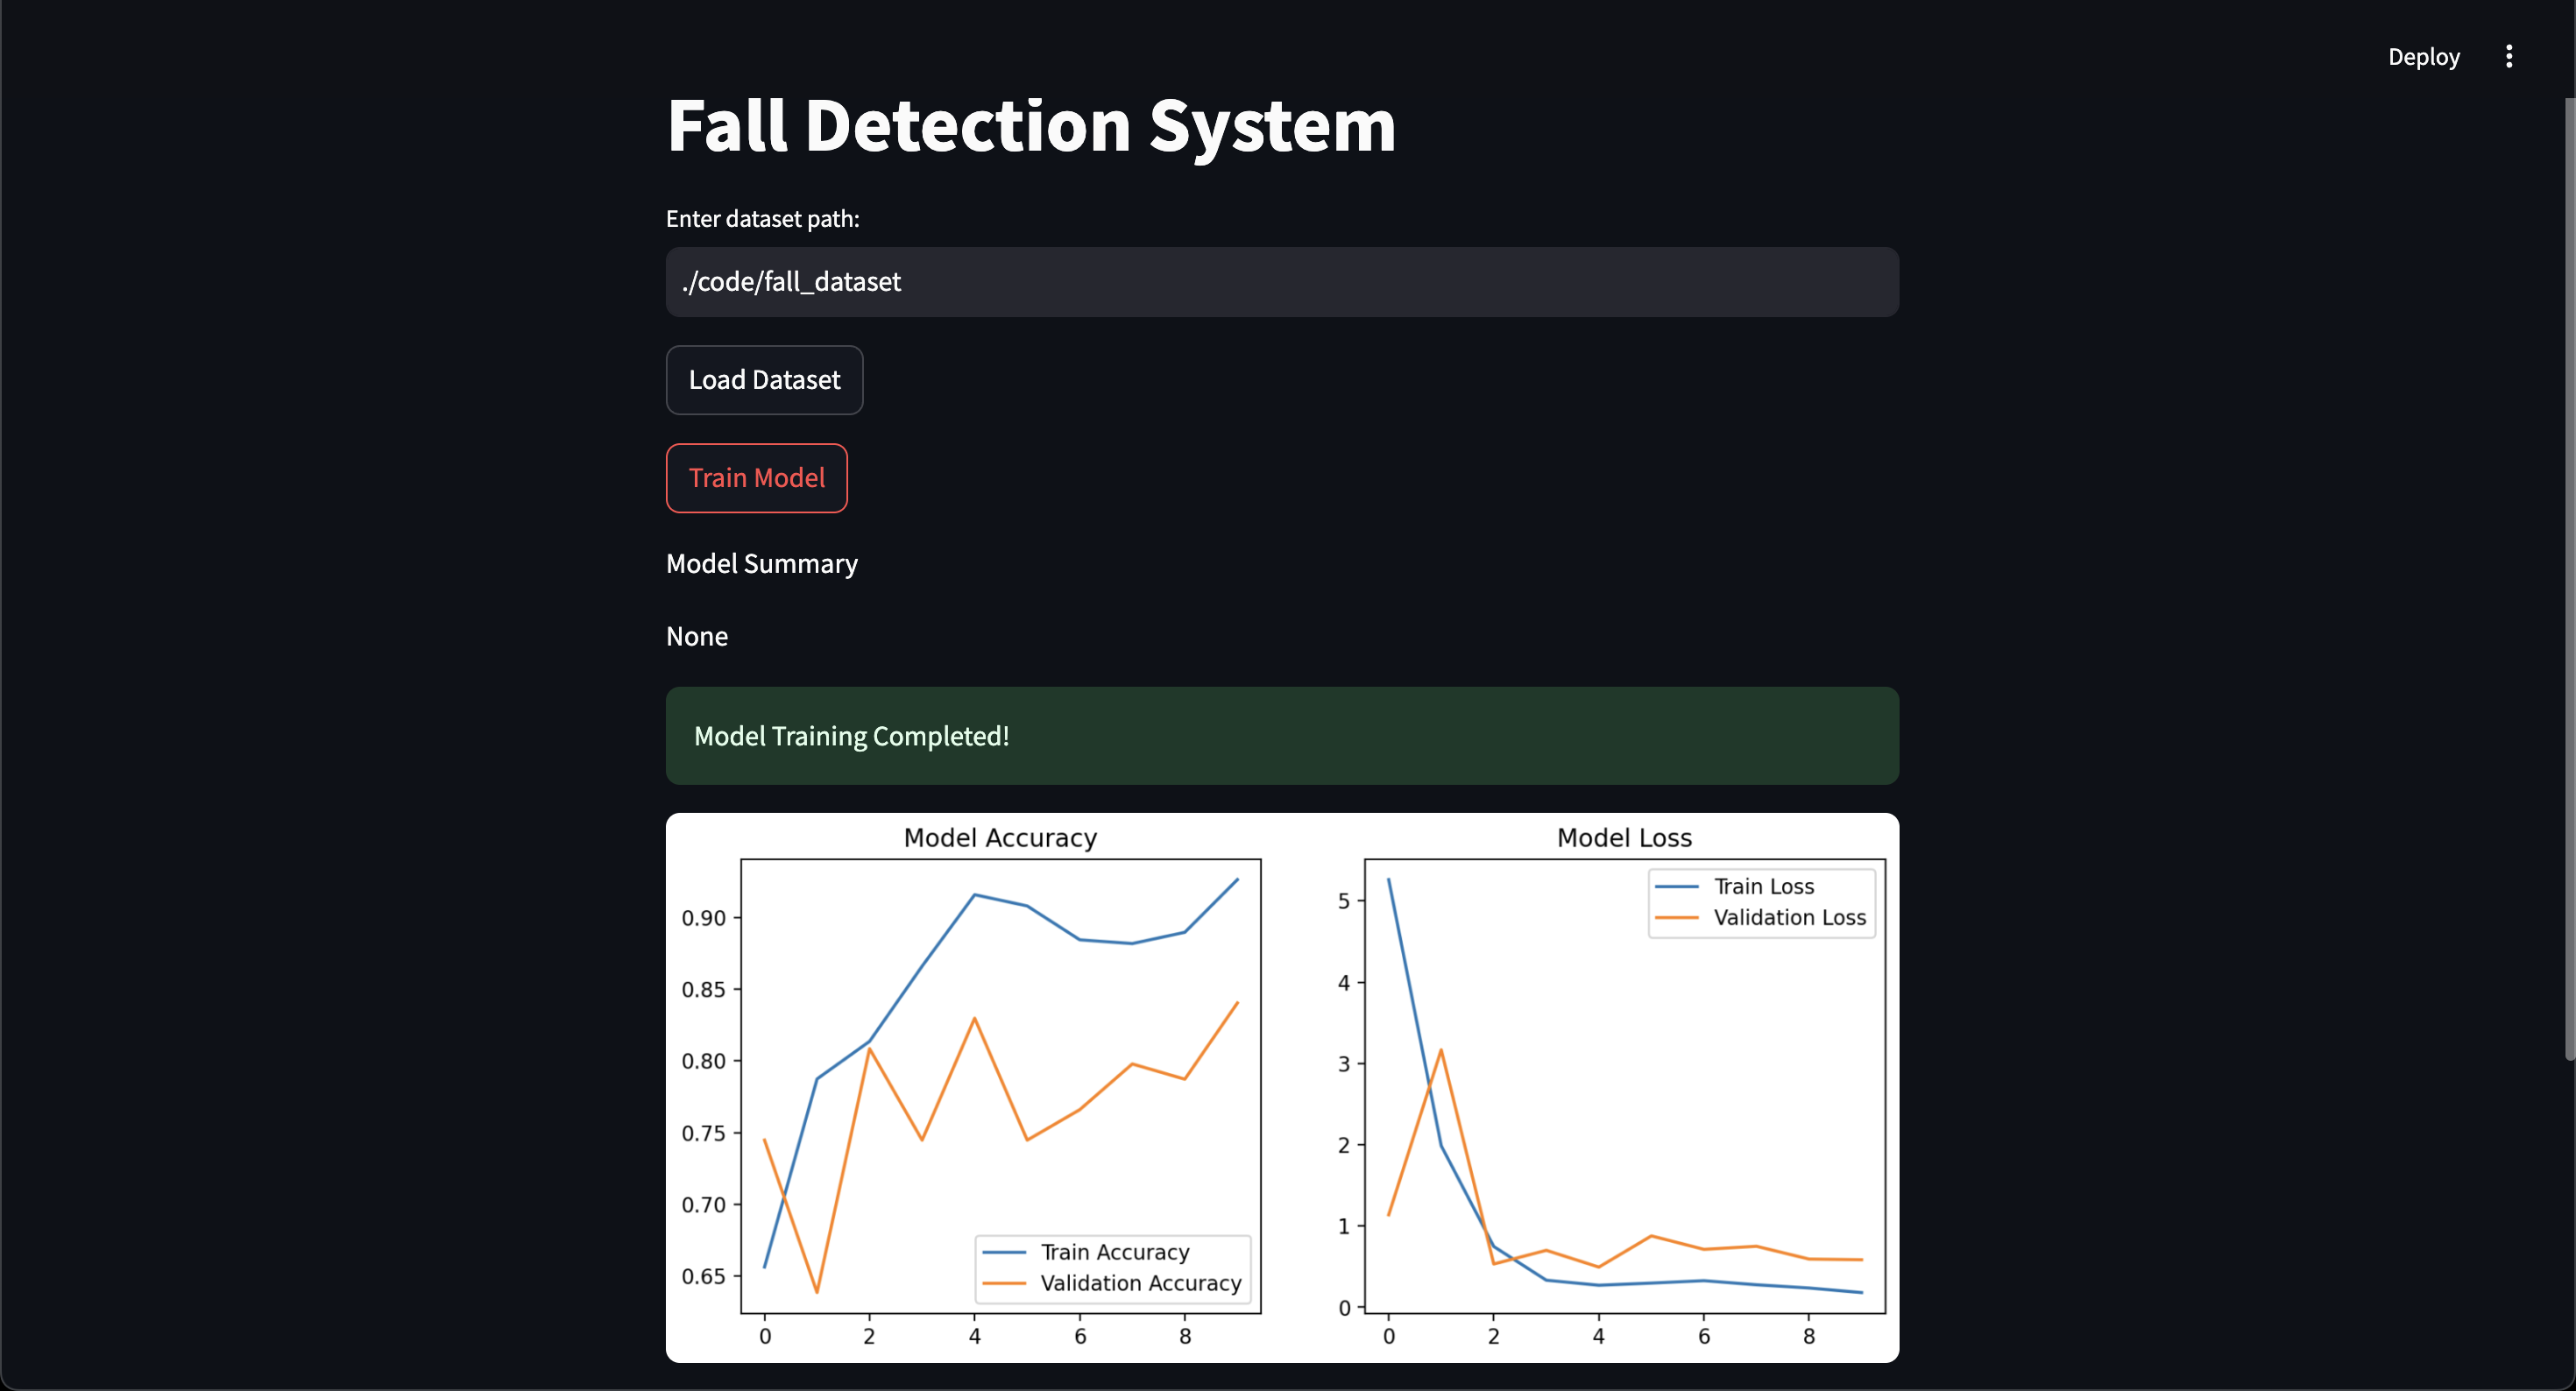 Deploy
Fall Detection System
Enter dataset path:
./code/fall_dataset
Load Dataset
Train Model
Model Summary
None
Model Training Completed!
Model Accuracy
0.90
0.85
0.80
0.75
0.70
0.65
Train Accuracy
Validation Accuracy
0 2 4 6 8
Model Loss
Train Loss
Validation Loss
5
4
3
2
1
0
0 2 4 6 8